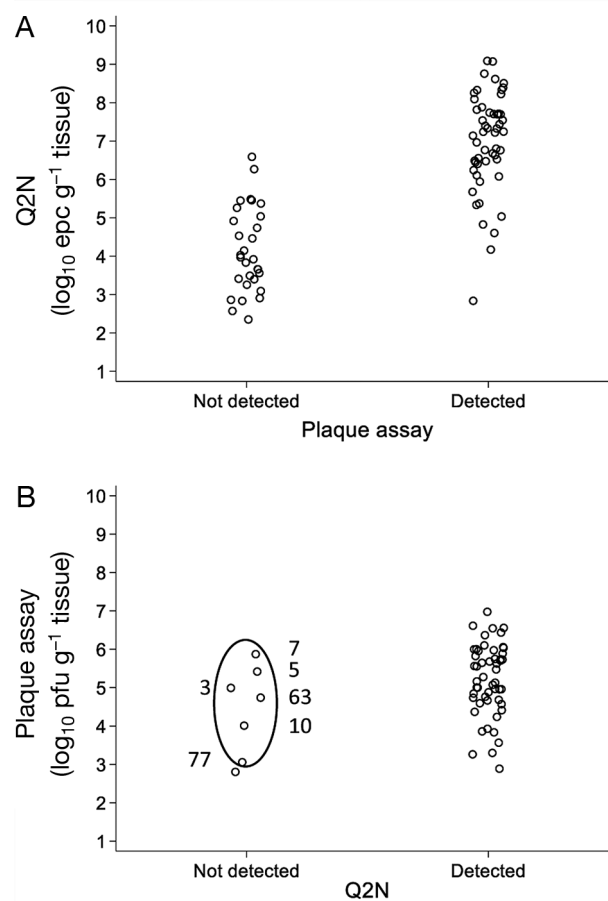 A
10
9
8
7
6
5
4
3
2
1
Q2N
(log10 epc g–1 tissue)
Not detected Detected
Plaque assay
B
10
9
8
7
6
5
4
3
2
1
Plaque assay
(log10 pfu g–1 tissue)
7
5
3
63
10
77
Not detected Detected
Q2N